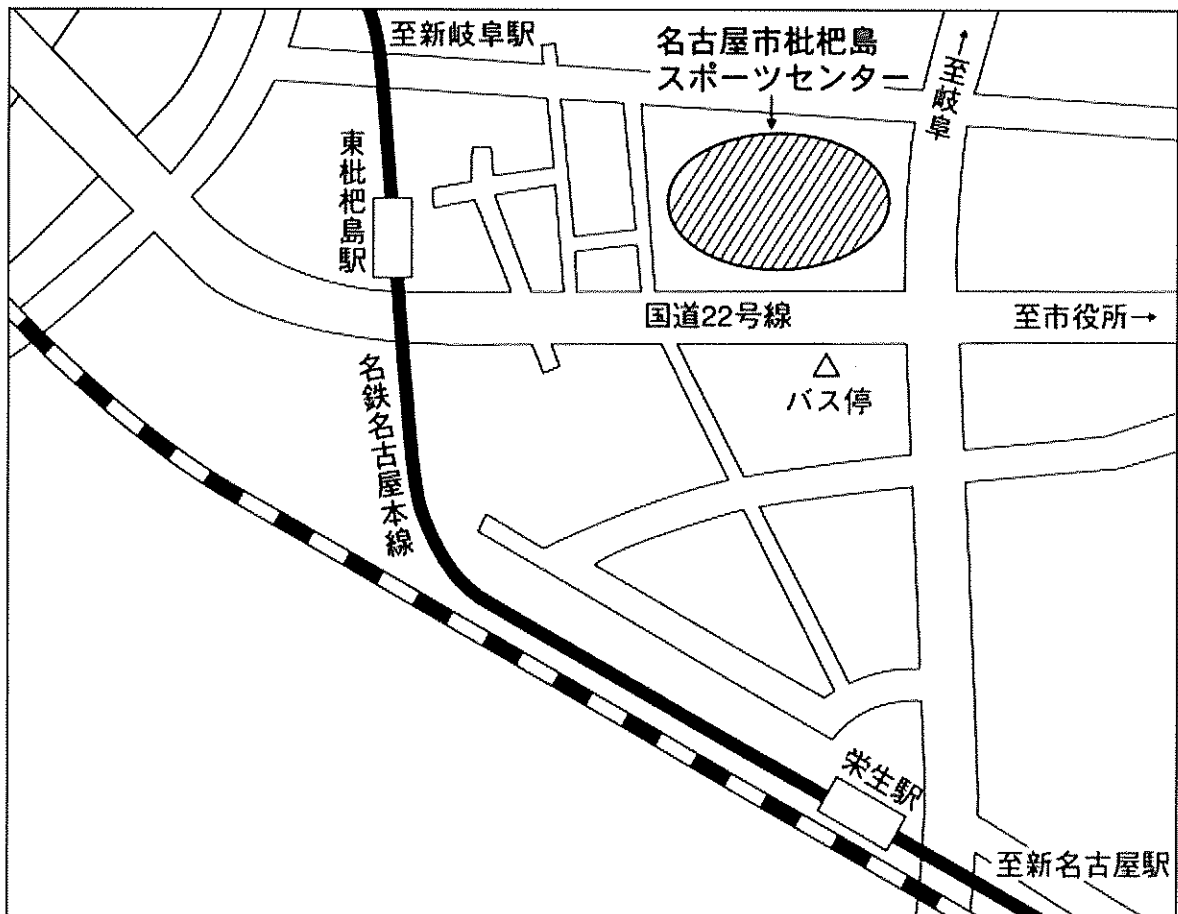 至新岐阜駅
名古屋市枇杷島
スポーツセンター
↑至岐阜
東枇杷島駅
国道22号線
至市役所→
バス停
名鉄名古屋本線
栄生駅
至新名古屋駅